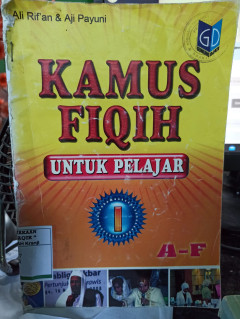 Ali Rif'an & Aji Payuni
GD
KAMUS
FIQIH
UNTUK PELAJAR
1
A-F